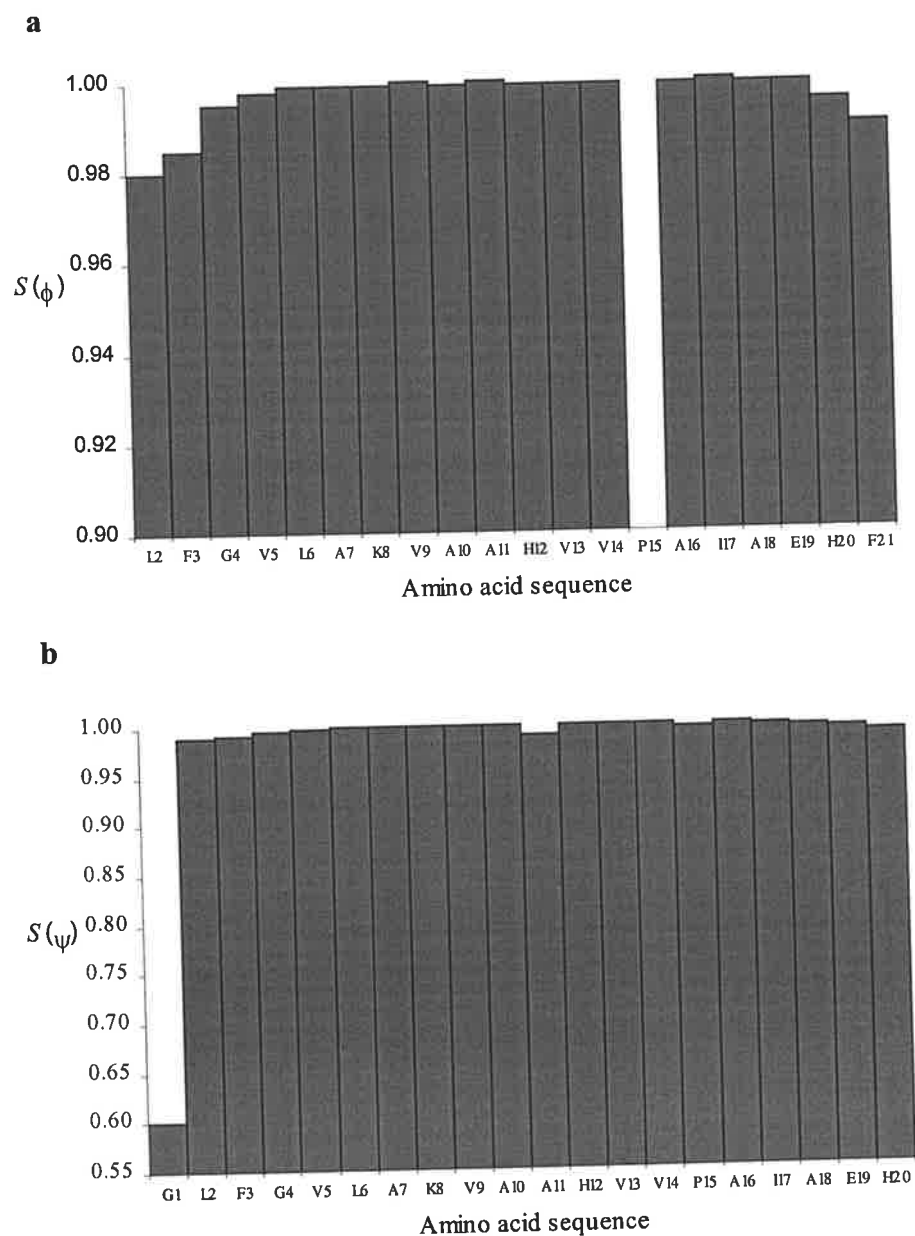 a
1.00
0.98
0.96
0.94
0.92
0.90
S(ϕ)
L2 F3 G4 V5 L6 A7 K8 V9 A10 A11 H12 V13 V14 P15 A16 I17 A18 E19 H20 F21
Amino acid sequence
b
1.00
0.95
0.90
0.85
0.80
0.75
0.70
0.65
0.60
0.55
S(ψ)
G1 L2 F3 G4 V5 L6 A7 K8 V9 A10 A11 H12 V13 V14 P15 A16 I17 A18 E19 H20
Amino acid sequence